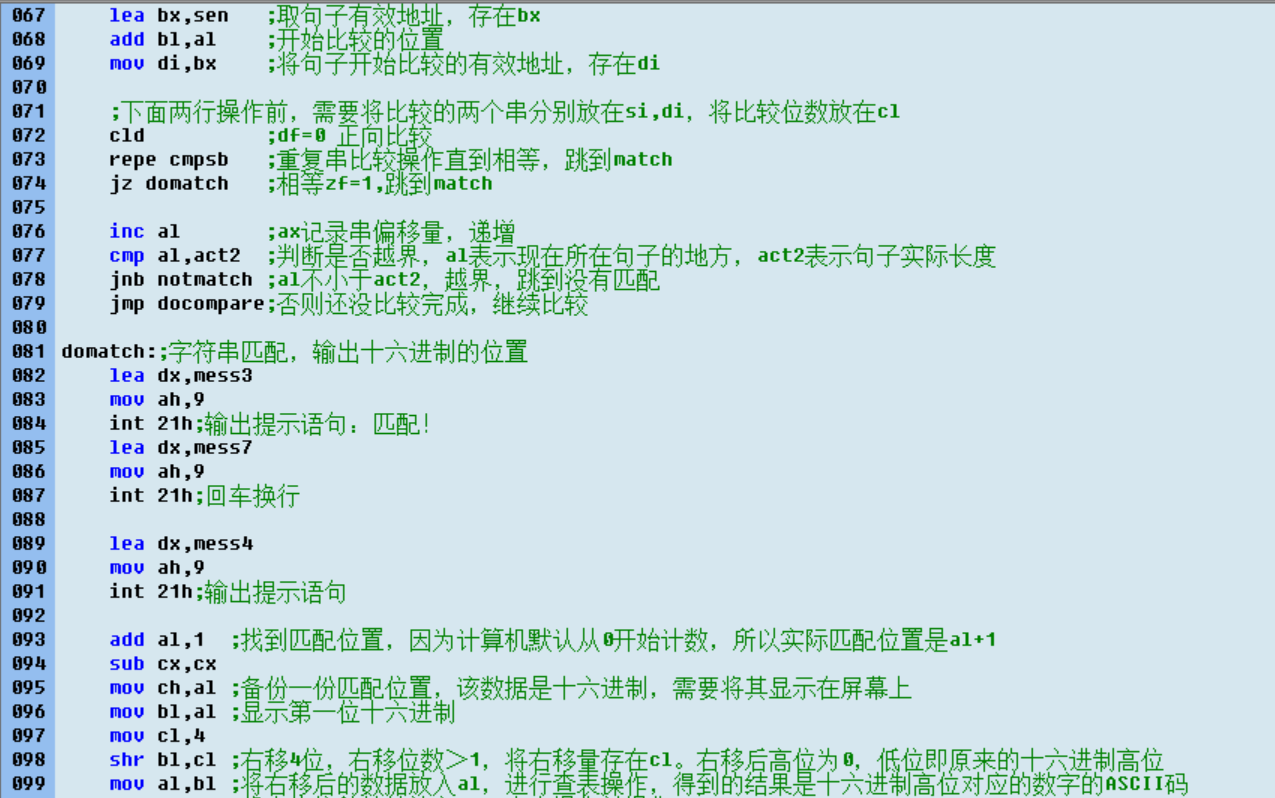 067 lea bx,sen ;取句子有效地址，存在bx
068 add bl,al ;开始比较的位置
069 mov di,bx ;将句子开始比较的有效地址，存在di
070
071 ;下面两行操作前，需要将比较的两个串分别放在si,di，将比较位数放在cl
072 cld ;df=0 正向比较
073 repe cmpsb ;重复串比较操作直到相等，跳到match
074 jz domatch ;相等zf=1,跳到match
075
076 inc al ;ax记录串偏移量，递增
077 cmp al,act2 ;判断是否越界，al表示现在所在句子的地方，act2表示句子实际长度
078 jnb notmatch ;al不小于act2，越界，跳到没有匹配
079 jmp docompare;否则还没比较完成，继续比较
080
081 domatch:;字符串匹配，输出十六进制的位置
082 lea dx,mess3
083 mov ah,9
084 int 21h;输出提示语句：匹配！
085 lea dx,mess7
086 mov ah,9
087 int 21h;回车换行
088
089 lea dx,mess4
090 mov ah,9
091 int 21h;输出提示语句
092
093 add al,1 ;找到匹配位置，因为计算机默认从0开始计数，所以实际匹配位置是al+1
094 sub cx,cx
095 mov ch,al ;备份一份匹配位置，该数据是十六进制，需要将其显示在屏幕上
096 mov bl,al ;显示第一位十六进制
097 mov cl,4
098 shr bl,cl ;右移4位，右移位数＞1，将右移量存在cl。右移后高位为0，低位即原来的十六进制高位
099 mov al,bl ;将右移后的数据放入al，进行查表操作，得到的结果是十六进制高位对应的数字的ASCII码